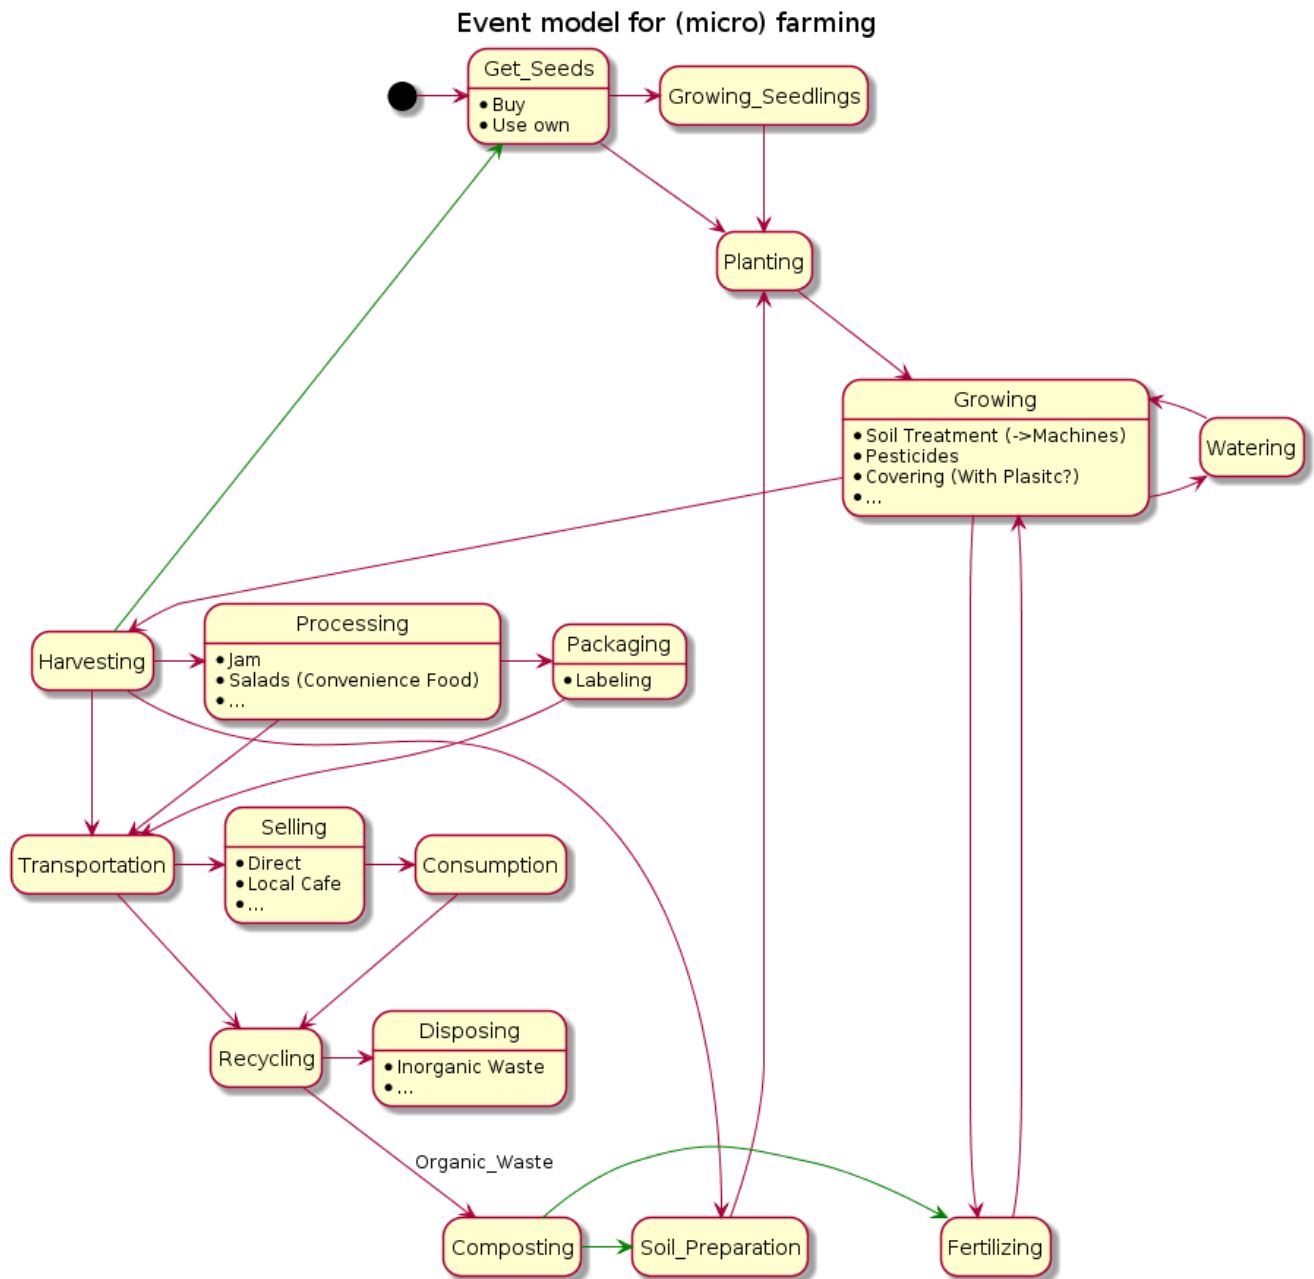 Event model for (micro) farming
Get_Seeds
• Buy
• Use own
Growing_Seedlings
Planting
Growing
• Soil Treatment (->Machines)
• Pesticides
• Covering (With Plasitc?)
• ...
Watering
Harvesting
Processing
• Jam
• Salads (Convenience Food)
• ...
Packaging
• Labeling
Transportation
Selling
• Direct
• Local Cafe
• ...
Consumption
Recycling
Disposing
• Inorganic Waste
• ...
Organic_Waste
Composting
Soil_Preparation
Fertilizing